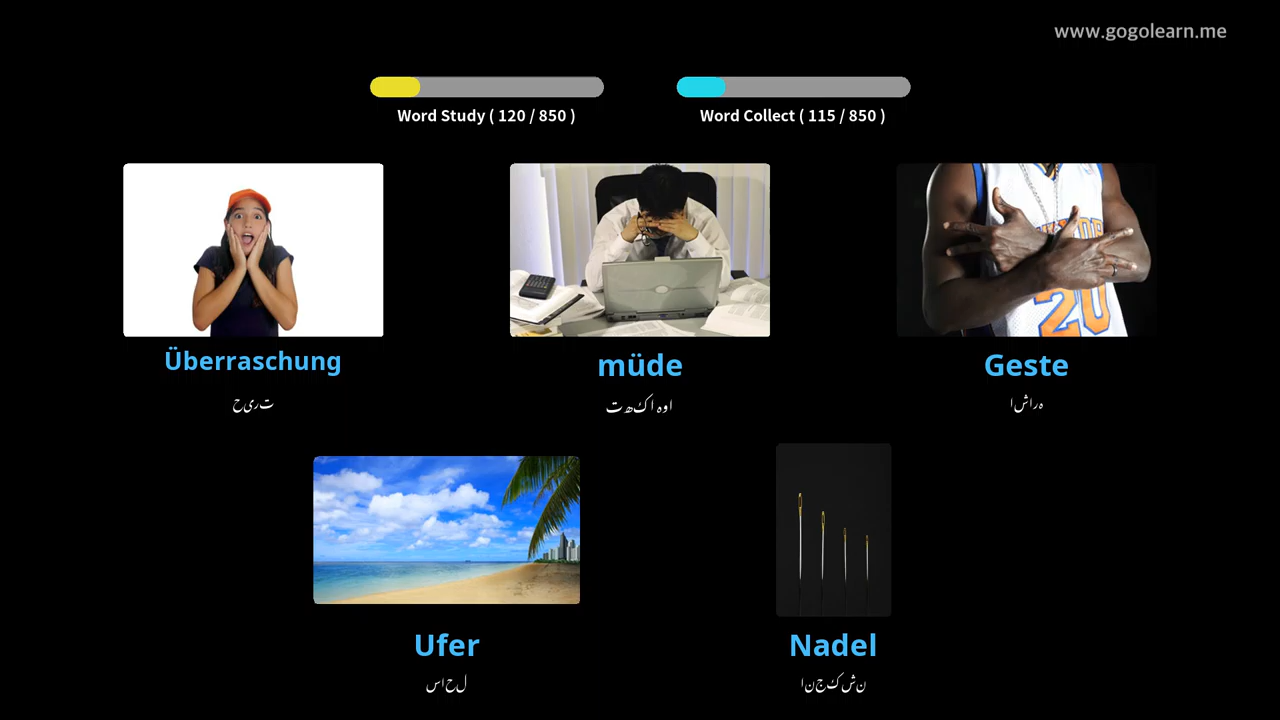 www.gogolearn.me
Word Study ( 120 / 850 )
Word Collect ( 115 / 850 )
20
Überraschung
müde
Geste
حیرت
تھکا ہوا
اشارہ
Ufer
Nadel
ساحل
انجکشن